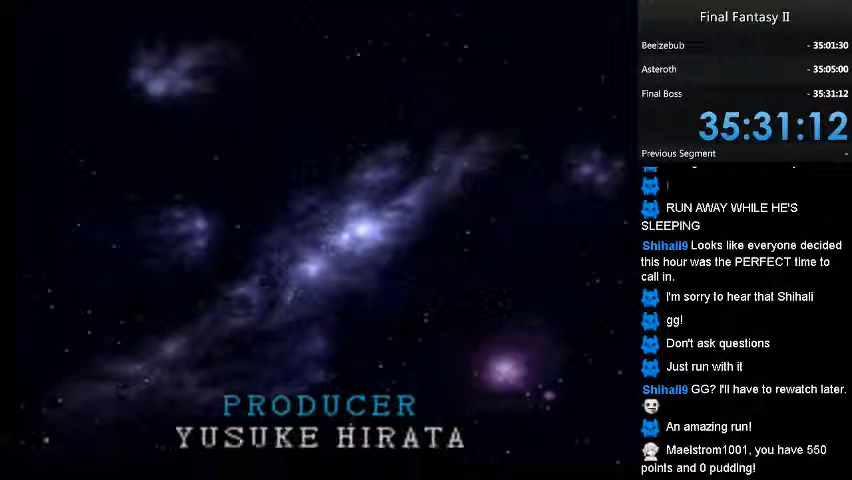 PRODUCER
YUSUKE HIRATA
Final Fantasy II
Beelzebub - 35:01:30
Asteroth - 35:05:00
Final Boss - 35:31:12
35:31:12
Previous Segment -
RUN AWAY WHILE HE'S
SLEEPING
Shihali9 Looks like everyone decided
this hour was the PERFECT time to
call in.
I'm sorry to hear that Shihali
gg!
Don't ask questions
Just run with it
Shihali9 GG? I'll have to rewatch later.
An amazing run!
Maelstrom1001, you have 550
points and 0 pudding!